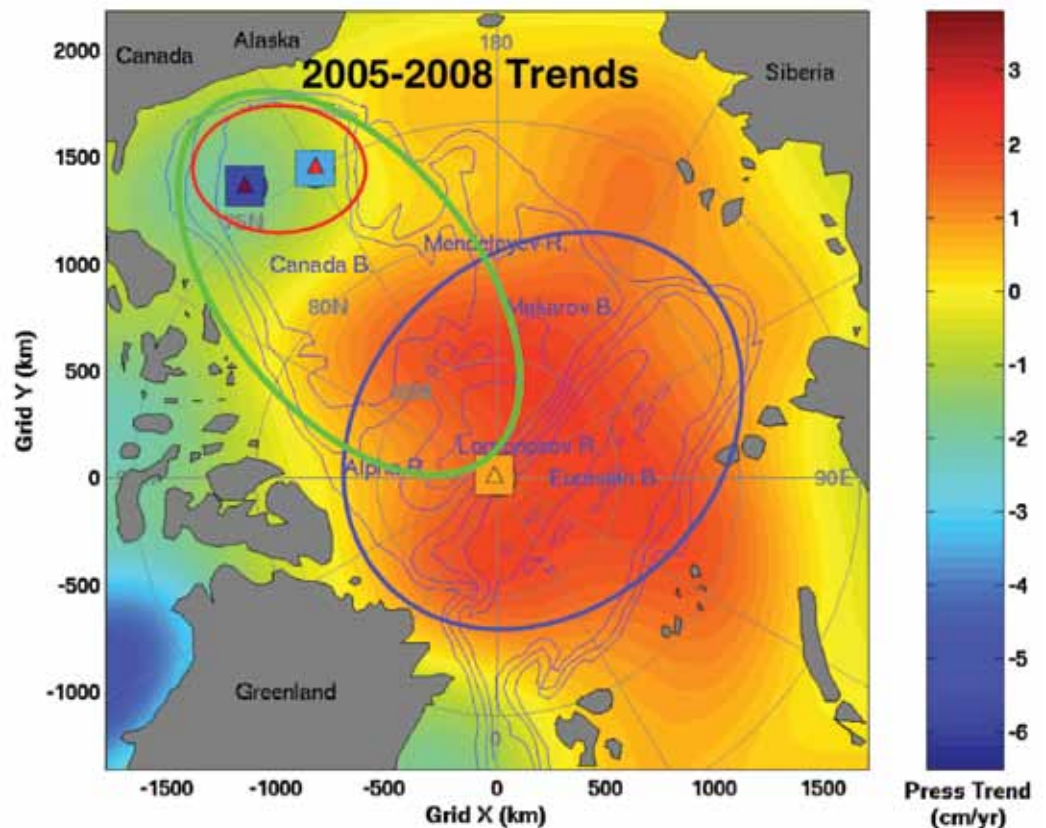 2005-2008 Trends
Canada
Alaska
Siberia
180
2000
1500
1000
500
0
-500
-1000
Grid Y (km)
75N
Canada B.
80N
Mendeleyev R.
Makarov B.
Lomonosov R.
Alpha R.
Eurasian B.
90E
Greenland
0
-1500
-1000
-500
0
500
1000
1500
Grid X (km)
3
2
1
0
-1
-2
-3
-4
-5
-6
Press Trend
(cm/yr)